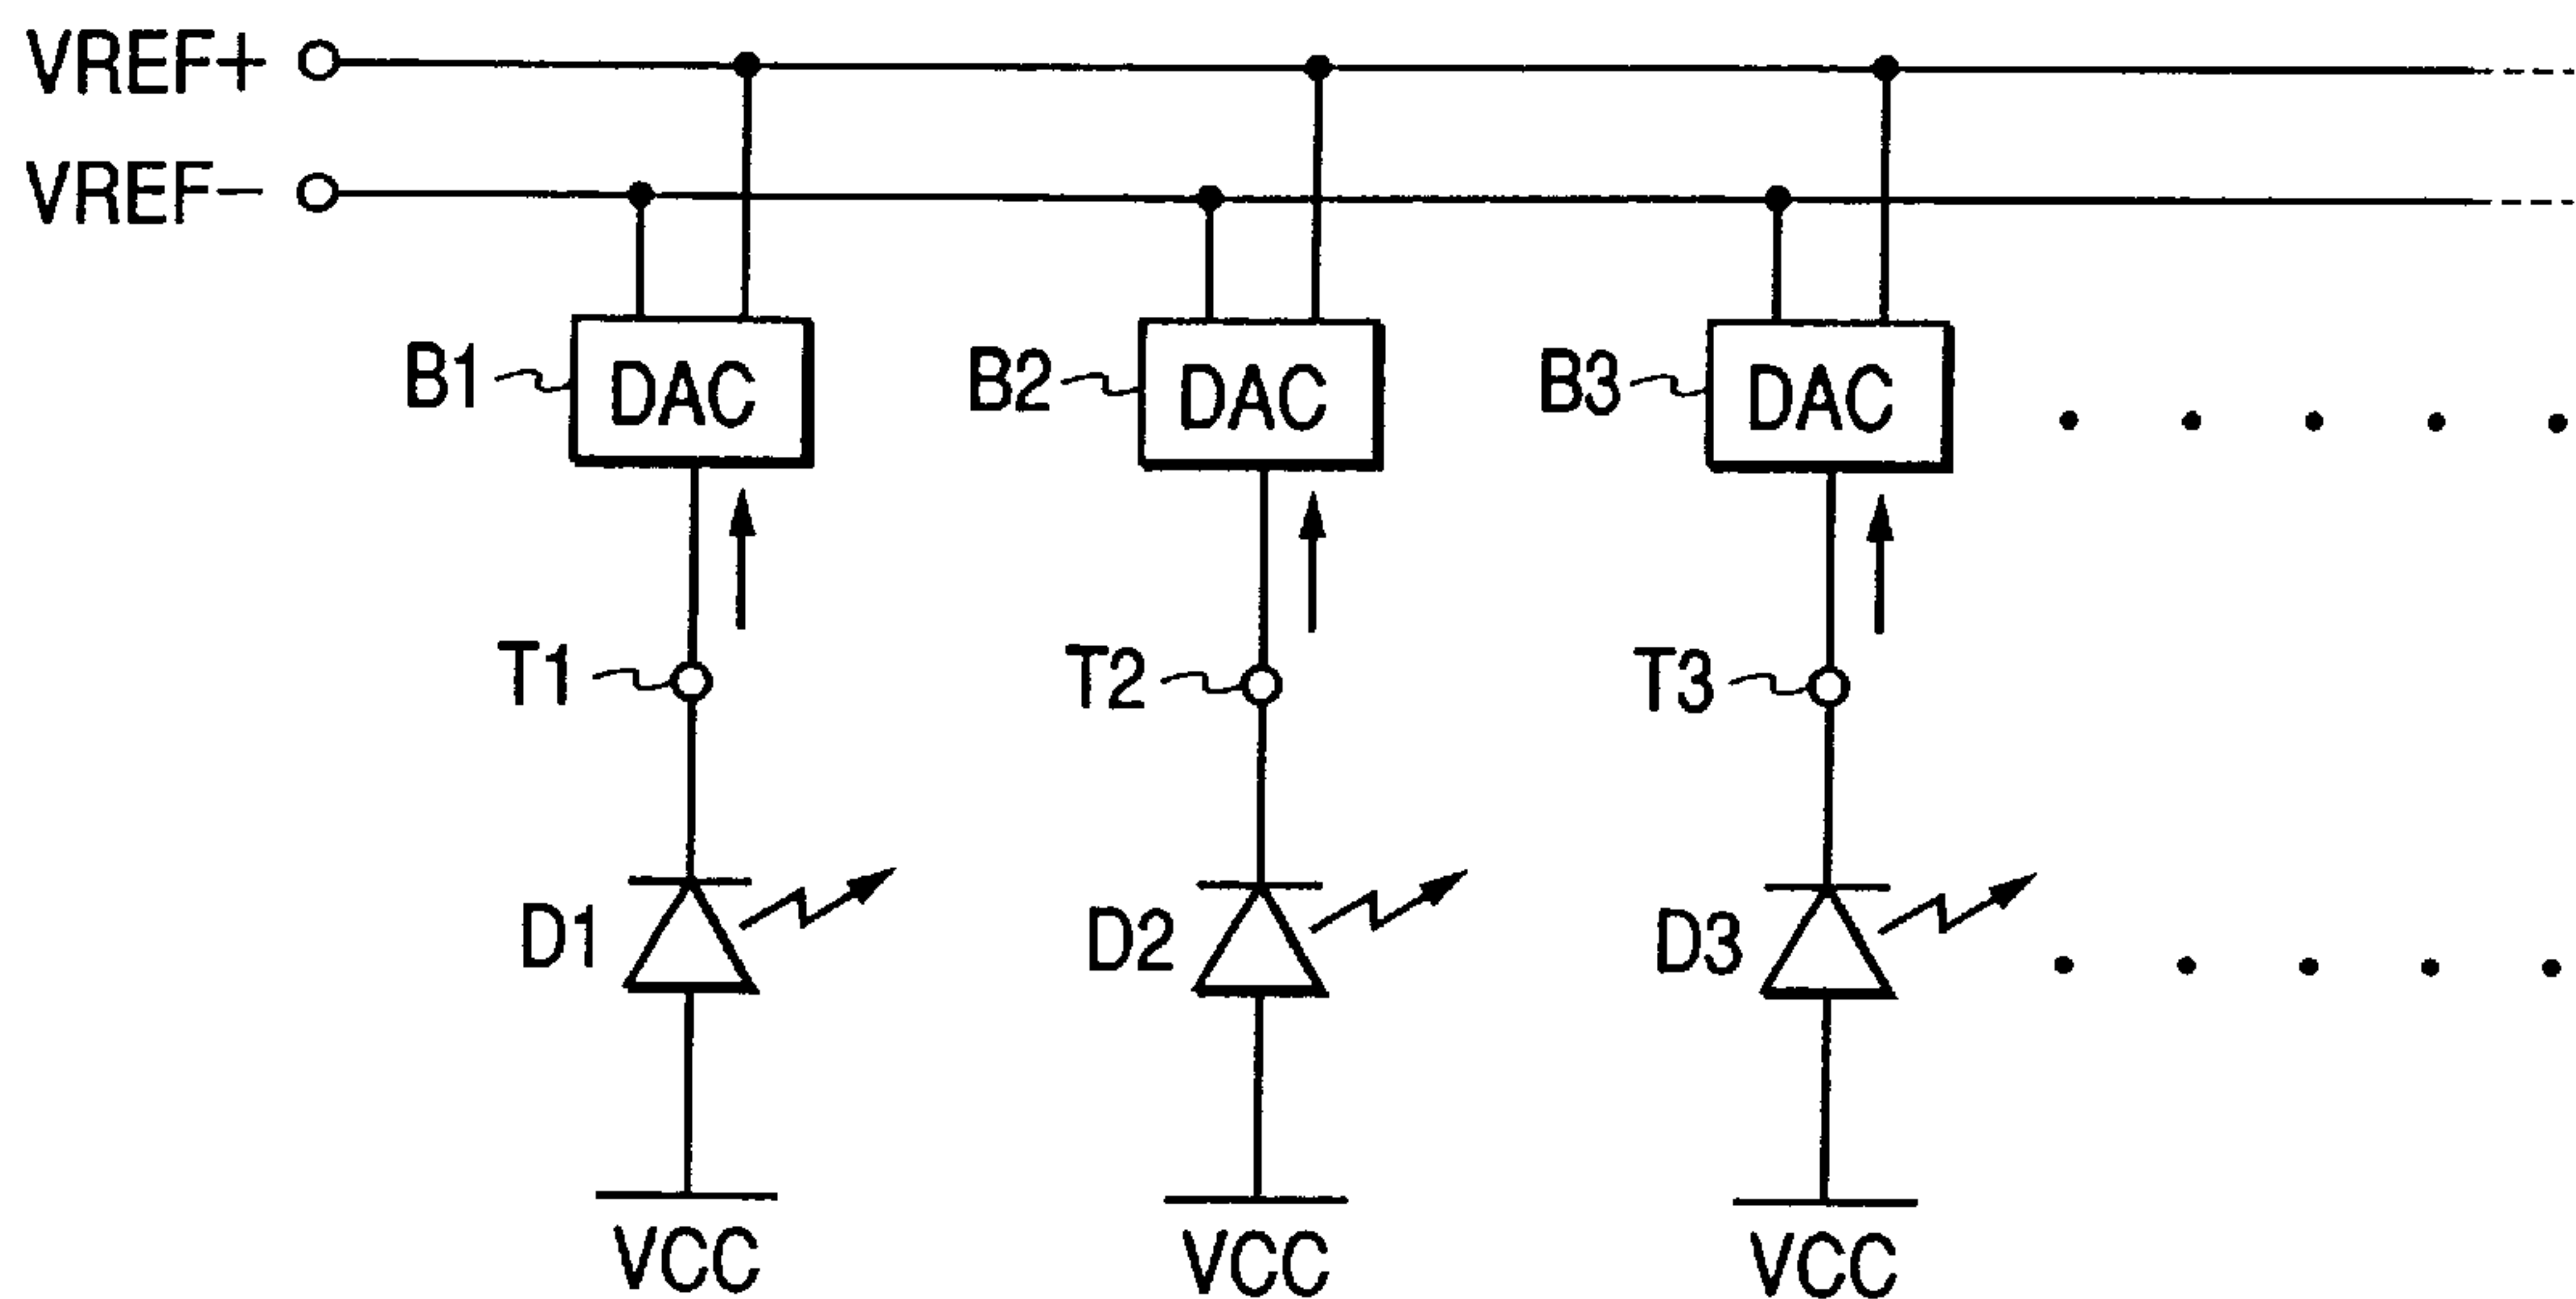 VREF+
VREF−
B1 DAC B2 DAC B3 DAC
T1 T2 T3
D1 D2 D3
VCC VCC VCC